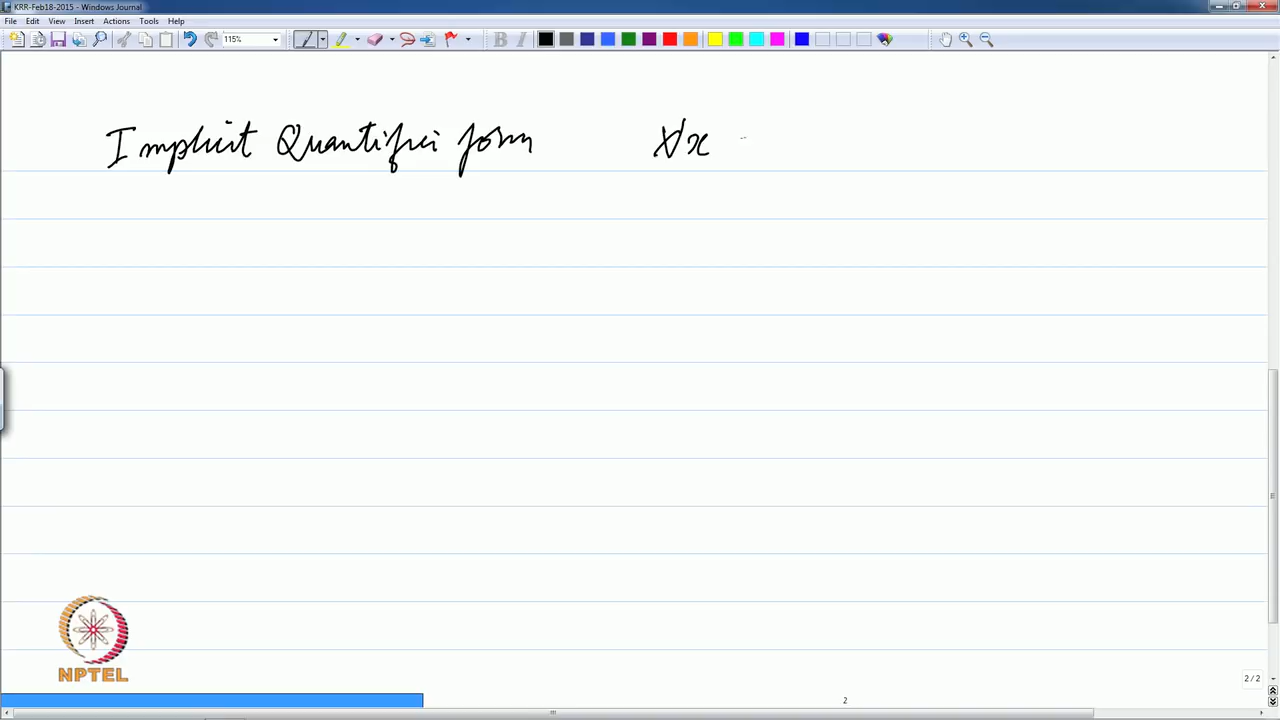 KRR-Feb18-2015 - Windows Journal
File Edit View Insert Actions Tools Help
115%
Implicit Quantifier form ∀x
NPTEL
2 / 2
2